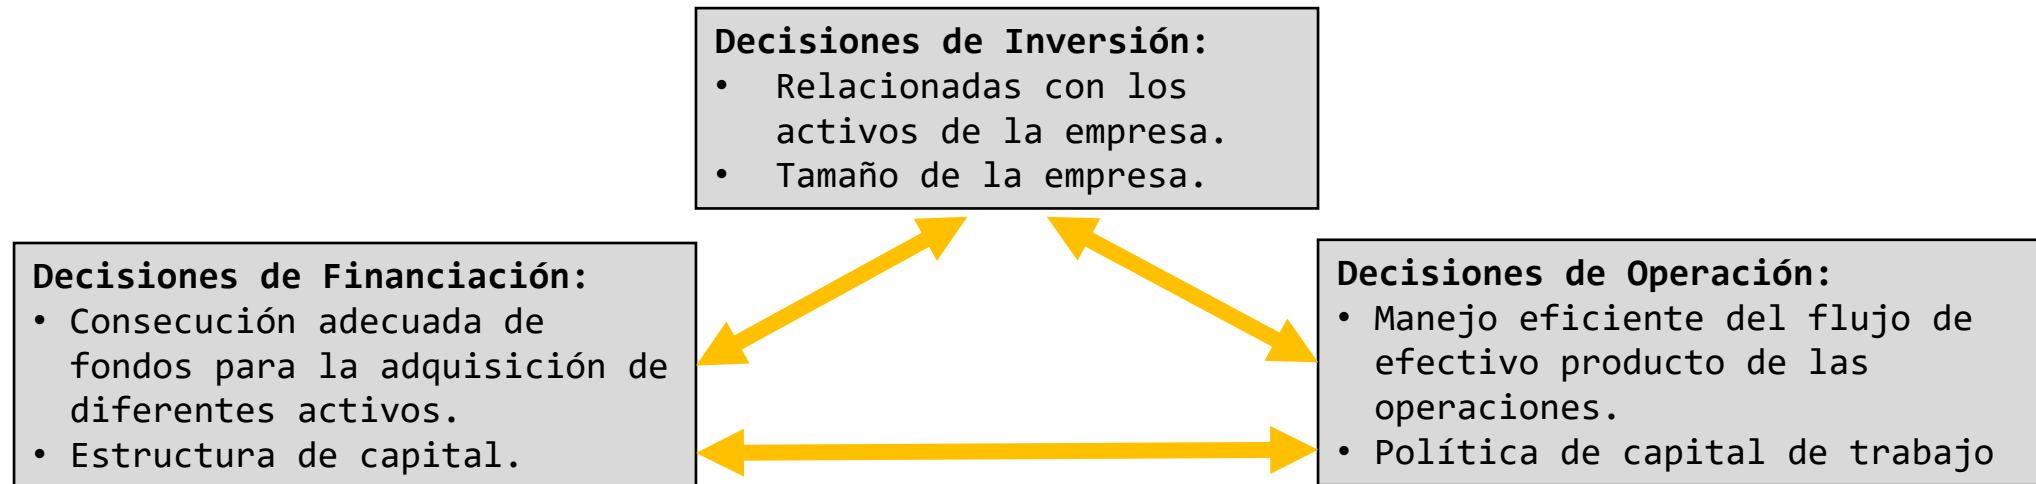 Decisiones de Inversión:
• Relacionadas con los
activos de la empresa.
• Tamaño de la empresa.
Decisiones de Financiación:
• Consecución adecuada de
fondos para la adquisición de
diferentes activos.
• Estructura de capital.
Decisiones de Operación:
• Manejo eficiente del flujo de
efectivo producto de las
operaciones.
• Política de capital de trabajo